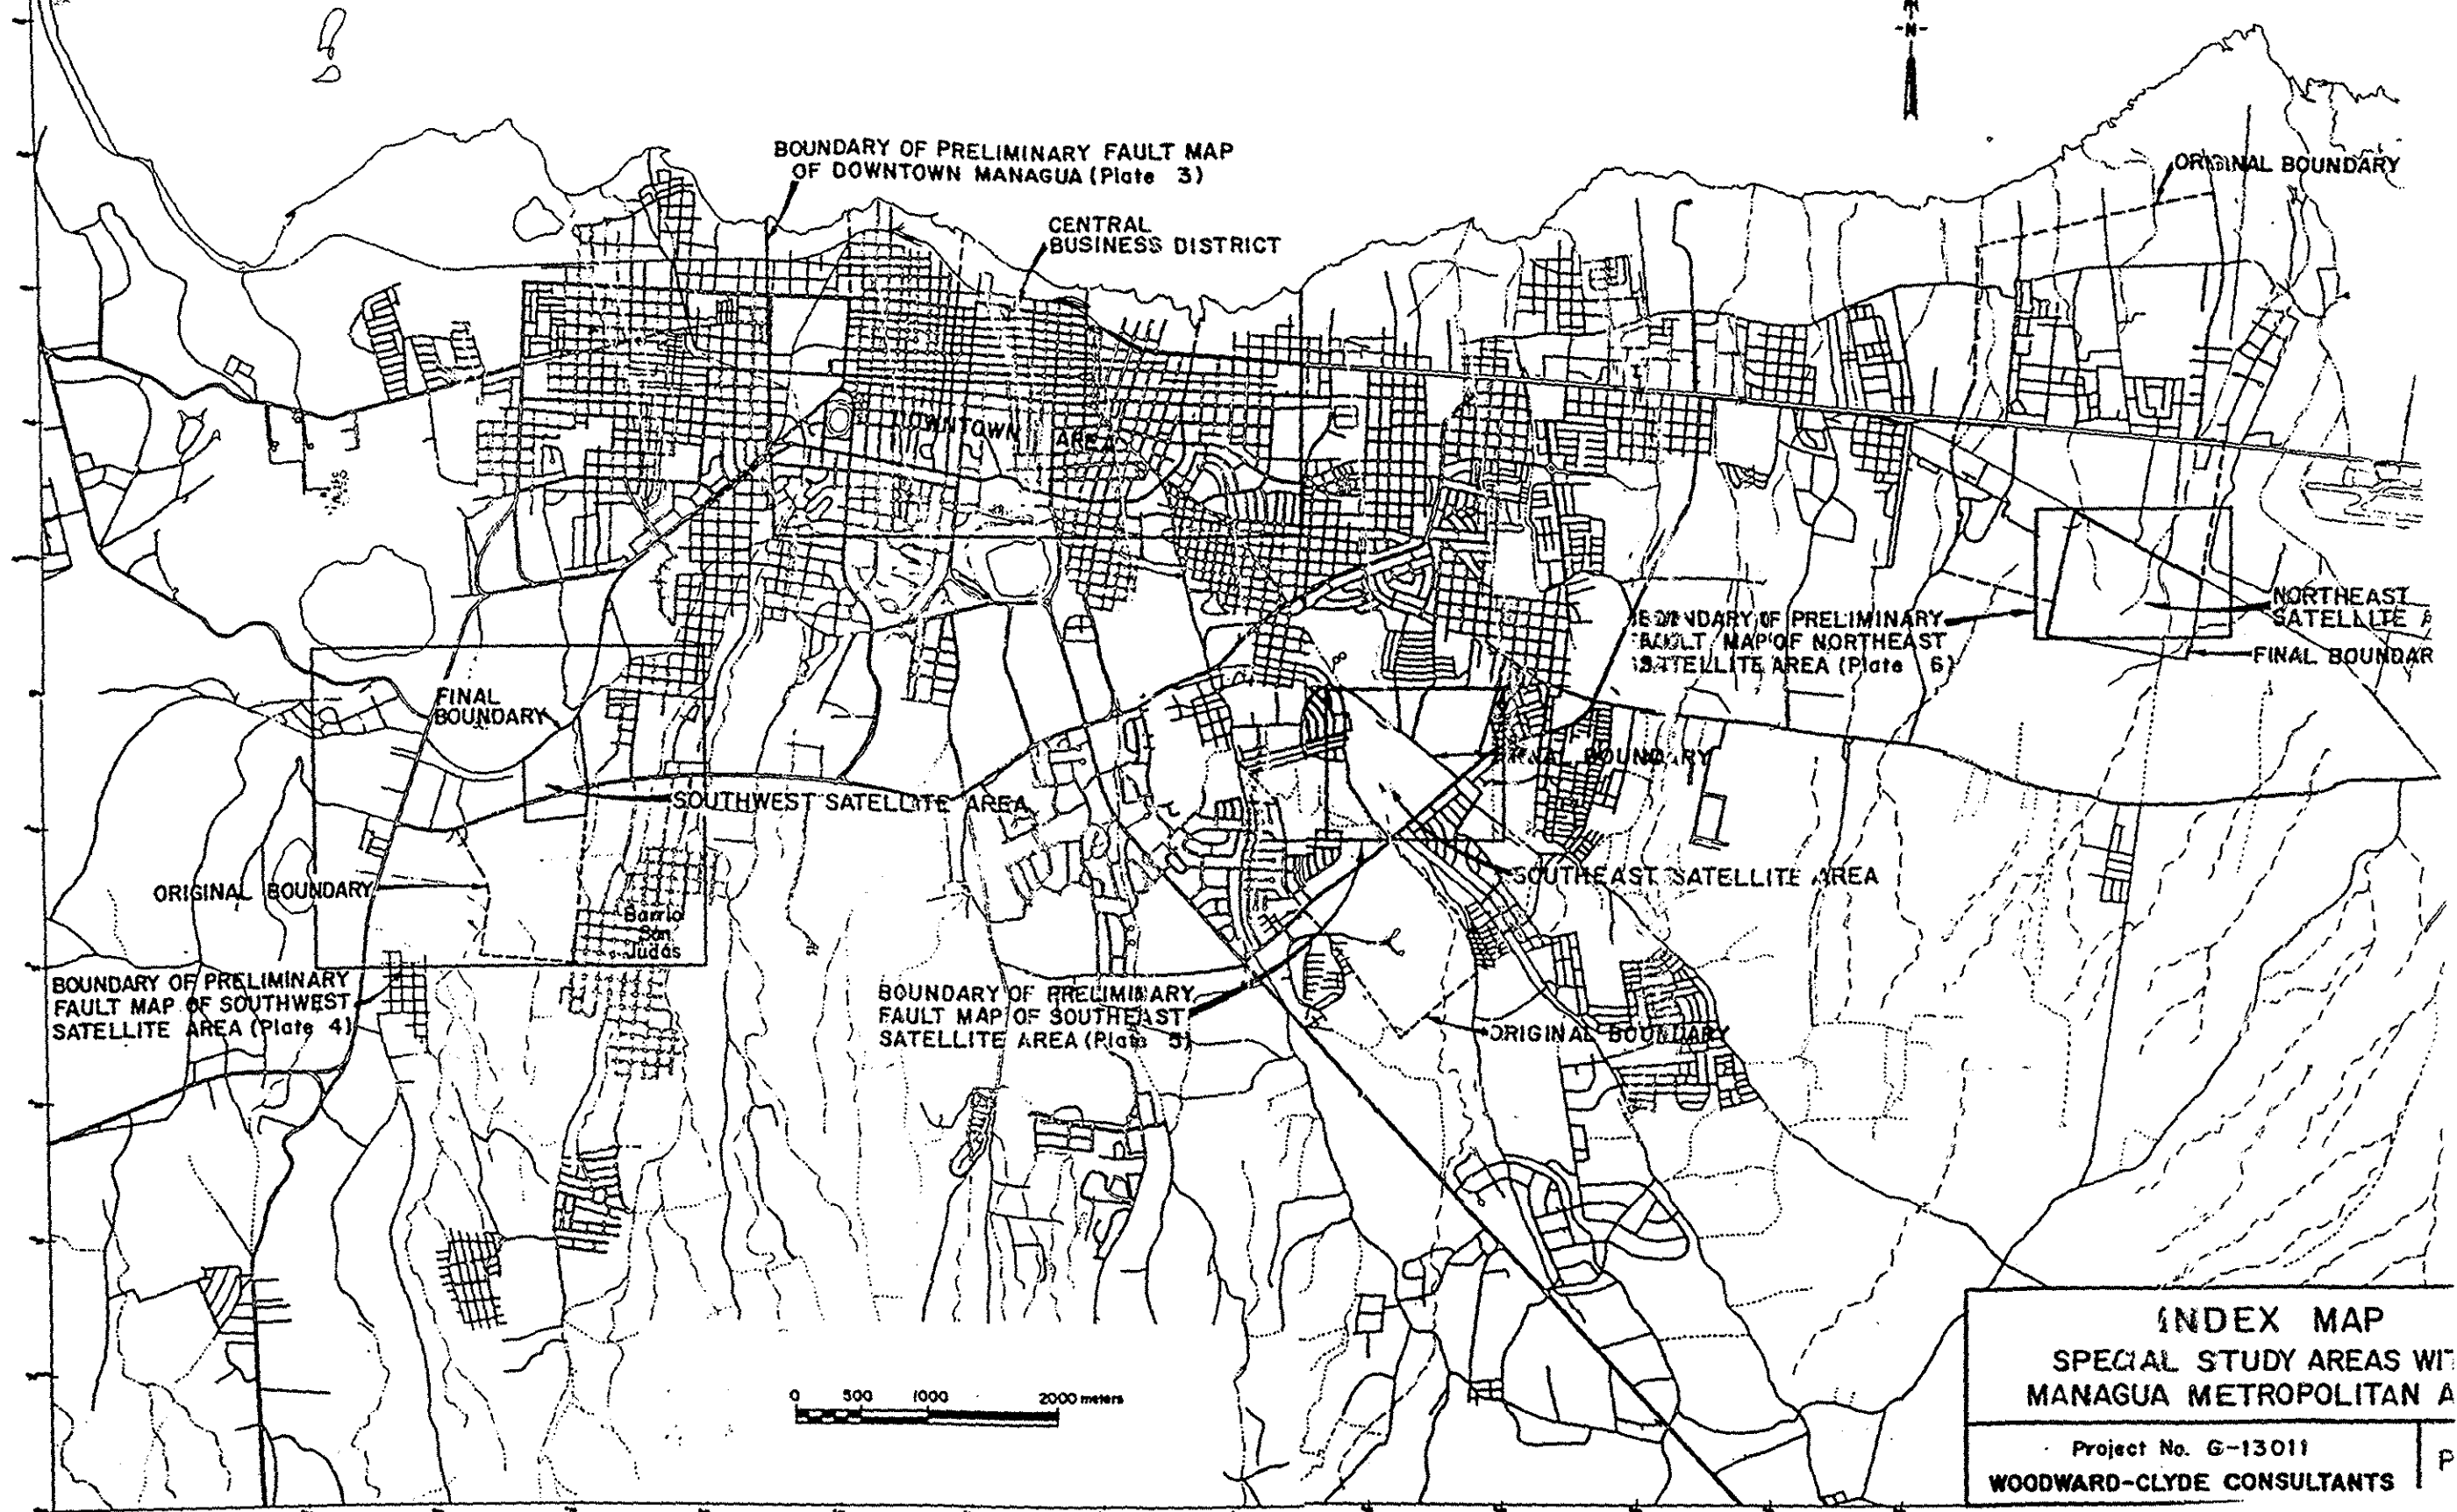 -N-
BOUNDARY OF PRELIMINARY FAULT MAP
OF DOWNTOWN MANAGUA (Plate 3)
ORIGINAL BOUNDARY
CENTRAL
BUSINESS DISTRICT
DOWNTOWN AREA
NORTHEAST
SATELLITE A
BOUNDARY OF PRELIMINARY
FAULT MAP OF NORTHEAST
SATELLITE AREA (Plate 6)
FINAL BOUNDAR
FINAL
BOUNDARY
FINAL BOUNDARY
SOUTHWEST SATELLITE AREA
SOUTHEAST SATELLITE AREA
ORIGINAL BOUNDARY
Barrio
San
Judas
BOUNDARY OF PRELIMINARY
FAULT MAP OF SOUTHWEST
SATELLITE AREA (Plate 4)
BOUNDARY OF PRELIMINARY
FAULT MAP OF SOUTHEAST
SATELLITE AREA (Plate 5)
ORIGINAL BOUNDARY
0 500 1000 2000 meters
INDEX MAP
SPECIAL STUDY AREAS WIT
MANAGUA METROPOLITAN A
Project No. G-13011
WOODWARD-CLYDE CONSULTANTS
P